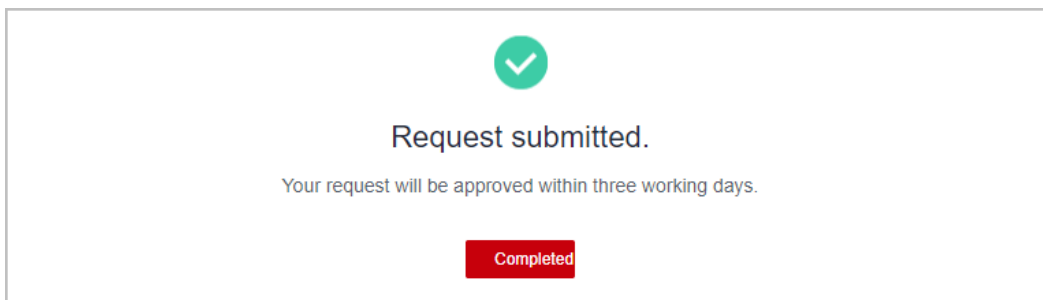 Request submitted.
Your request will be approved within three working days.
Completed